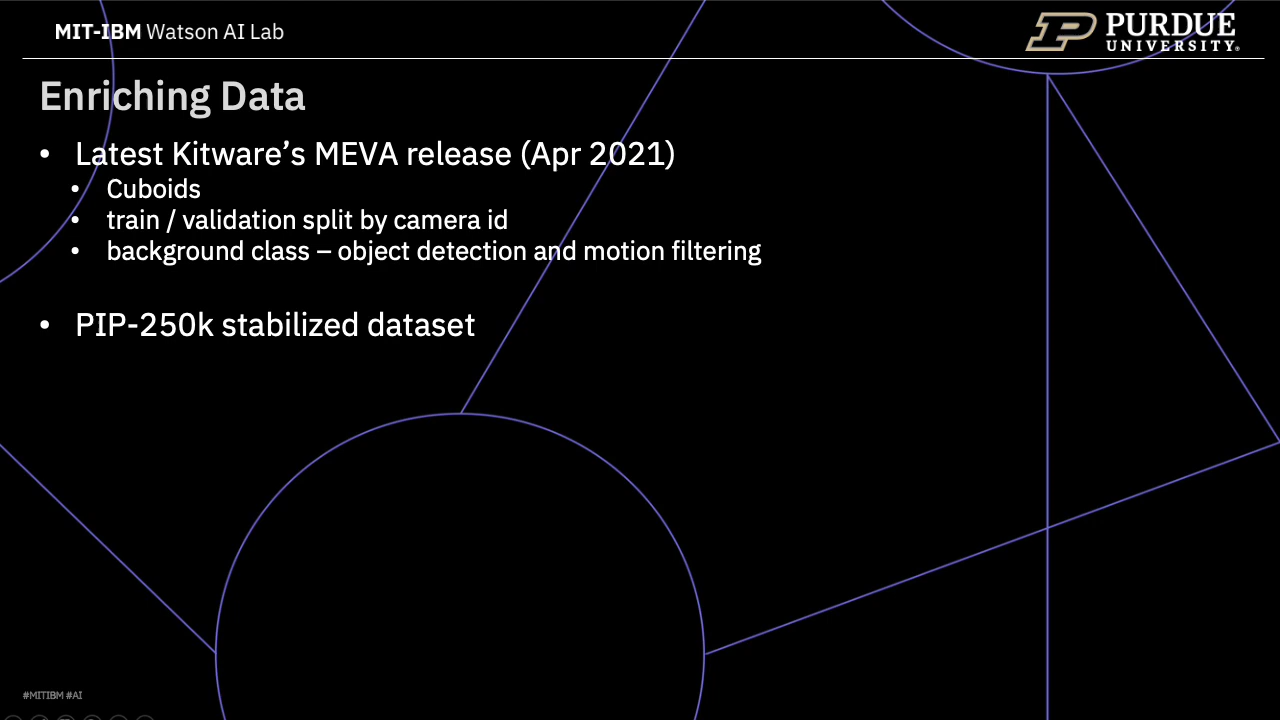 MIT-IBM Watson AI Lab
PURDUE
UNIVERSITY®
Enriching Data
• Latest Kitware’s MEVA release (Apr 2021)
• Cuboids
• train / validation split by camera id
• background class – object detection and motion filtering
• PIP-250k stabilized dataset
#MITIBM #AI